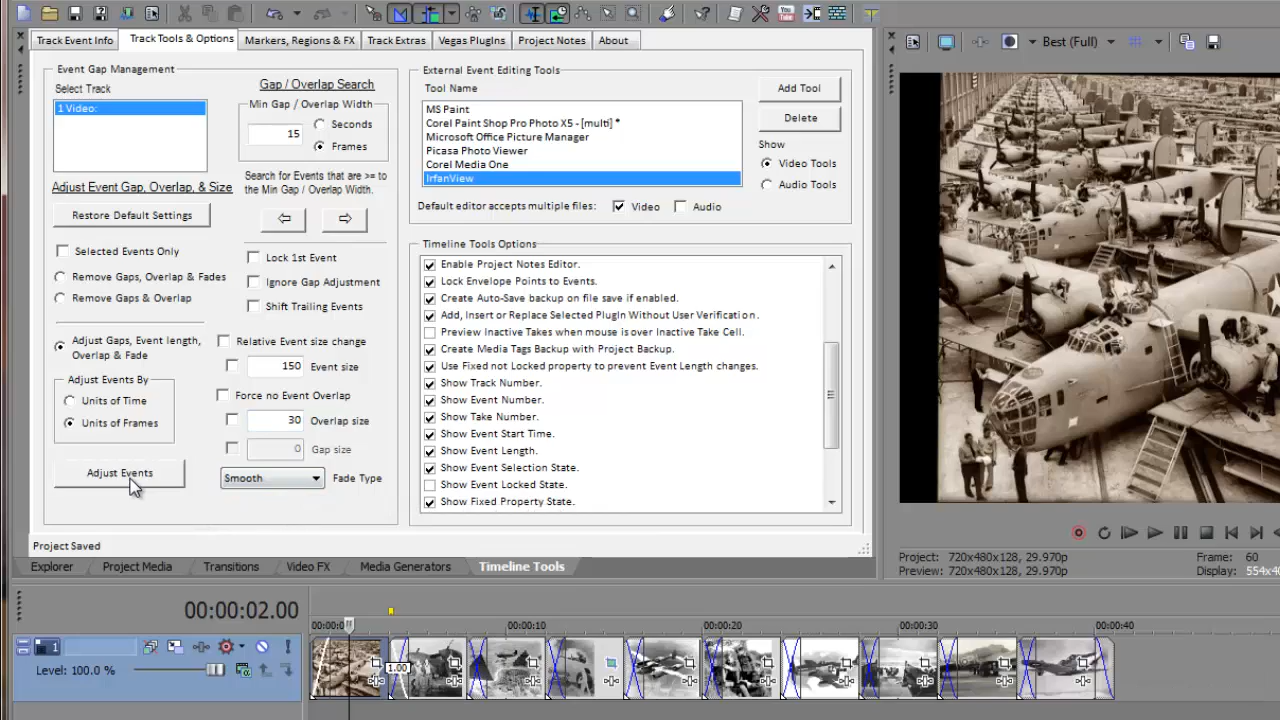 You Tube
Track Event Info
Track Tools & Options
Markers, Regions & FX
Track Extras
Vegas PlugIns
Project Notes
About
Best (Full)
Event Gap Management
Select Track
1 Video:
Adjust Event Gap, Overlap, & Size
Restore Default Settings
Selected Events Only
Remove Gaps, Overlap & Fades
Remove Gaps & Overlap
Adjust Gaps, Event length,
Overlap & Fade
Adjust Events By
Units of Time
Units of Frames
Adjust Events
Gap / Overlap Search
Min Gap / Overlap Width
15
Seconds
Frames
Search for Events that are >= to
the Min Gap / Overlap Width.
Lock 1st Event
Ignore Gap Adjustment
Shift Trailing Events
Relative Event size change
150 Event size
Force no Event Overlap
30 Overlap size
0 Gap size
Smooth Fade Type
External Event Editing Tools
Tool Name
MS Paint
Corel Paint Shop Pro Photo X5 - [multi] *
Microsoft Office Picture Manager
Picasa Photo Viewer
Corel Media One
IrfanView
Add Tool
Delete
Show
Video Tools
Audio Tools
Default editor accepts multiple files: Video Audio
Timeline Tools Options
Enable Project Notes Editor.
Lock Envelope Points to Events.
Create Auto-Save backup on file save if enabled.
Add, Insert or Replace Selected PlugIn Without User Verification.
Preview Inactive Takes when mouse is over Inactive Take Cell.
Create Media Tags Backup with Project Backup.
Use Fixed not Locked property to prevent Event Length changes.
Show Track Number.
Show Event Number.
Show Take Number.
Show Event Start Time.
Show Event Length.
Show Event Selection State.
Show Event Locked State.
Show Fixed Property State.
Project Saved
Explorer
Project Media
Transitions
Video FX
Media Generators
Timeline Tools
Project: 720x480x128, 29.970p
Preview: 720x480x128, 29.970p
Frame: 60
Display:
00:00:02.00
00:00:10
00:00:20
00:00:30
00:00:40
1
Level: 100.0 %
1.00